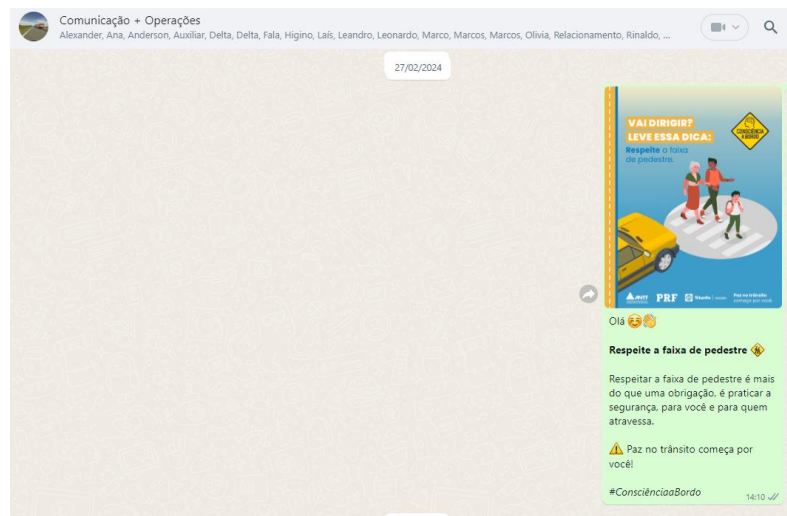 Comunicação + Operações
Alexander, Ana, Anderson, Auxiliar, Delta, Delta, Fala, Higino, Laís, Leandro, Leonardo, Marco, Marcos, Marcos, Olivia, Relacionamento, Rinaldo, ...
27/02/2024
VAI DIRIGIR?
LEVE ESSA DICA:
Respeite a faixa
de pedestre.
CONSCIÊNCIA
A BORDO
ANTT
PRF
Paz no trânsito
começa por você.
Olá
Respeite a faixa de pedestre
Respeitar a faixa de pedestre é mais
do que uma obrigação, é praticar a
segurança, para você e para quem
atravessa.
Paz no trânsito começa por
você!
#ConsciênciaaBordo
14:10